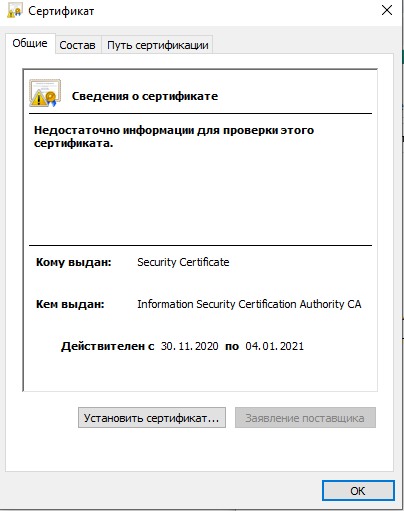 Сертификат
Общие Состав Путь сертификации
Сведения о сертификате
Недостаточно информации для проверки этого
сертификата.
Кому выдан: Security Certificate
Кем выдан: Information Security Certification Authority CA
Действителен с 30.11.2020 по 04.01.2021
Установить сертификат... Заявление поставщика
ОК